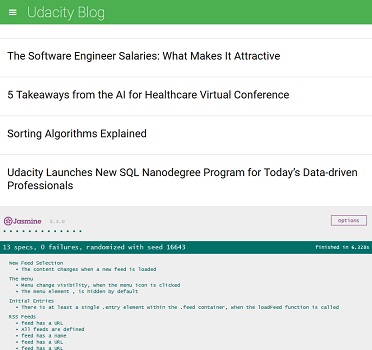 Udacity Blog
The Software Engineer Salaries: What Makes It Attractive
5 Takeaways from the AI for Healthcare Virtual Conference
Sorting Algorithms Explained
Udacity Launches New SQL Nanodegree Program for Today's Data-driven
Professionals
Jasmine
Options
13 specs, 0 failures, randomized with seed 16643
finished in 6.328s
New Feed Selection
• The content changes when a new feed is loaded
The menu
• Menu change visibility, when the menu icon is clicked
• The menu element , is hidden by default
Initial Entries
• There is at least a single .entry element within the .feed container, when the loadFeed function is called
RSS Feeds
• feed has a URL
• All feeds are defined
• feed has a name
• feed has a URL
• feed has a URL